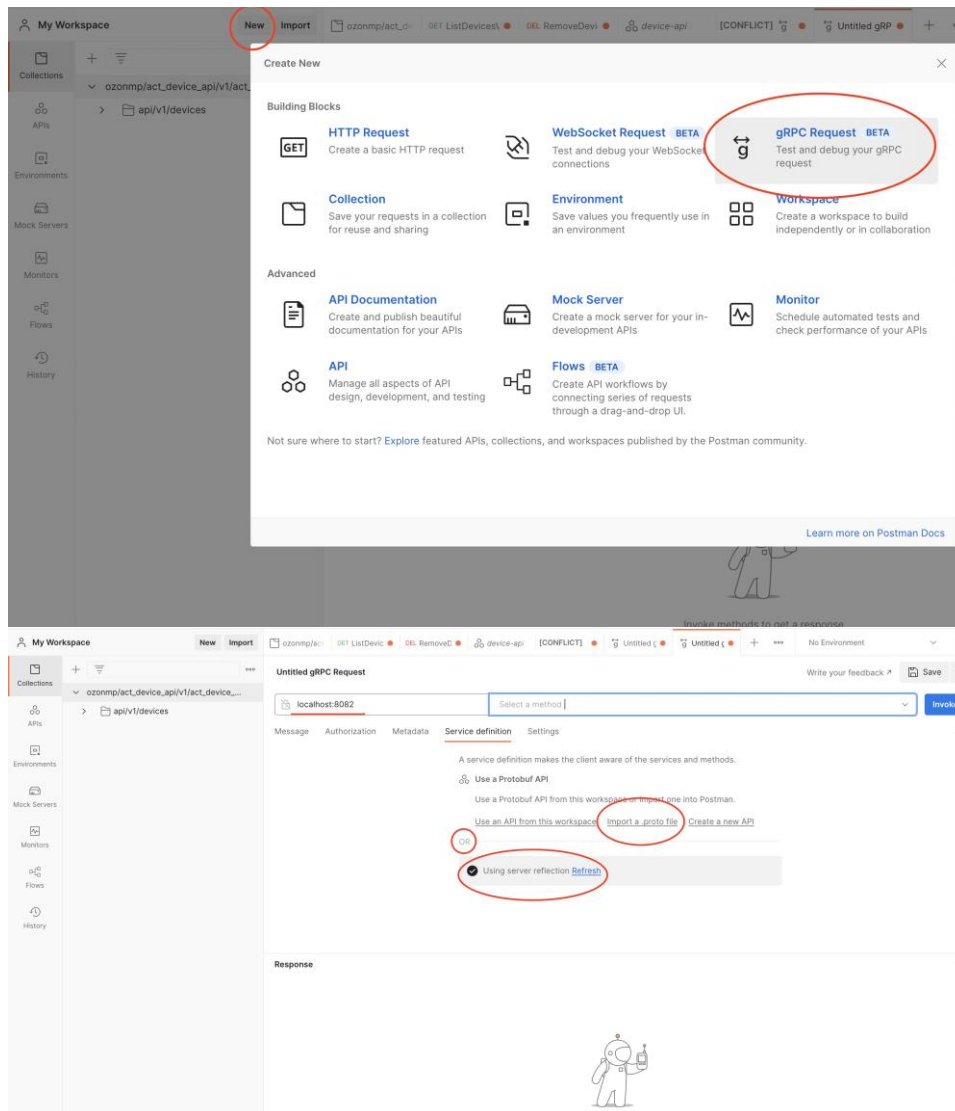 My Workspace
New Import
ozonmp/act_d
GET ListDevices\
DEL RemoveDevi
device-api
[CONFLICT]
Untitled gRP
Collections
APIs
Environments
Mock Servers
Monitors
Flows
History
ozonmp/act_device_api/v1/act_
api/v1/devices
Create New
Building Blocks
GET
HTTP Request
Create a basic HTTP request
WebSocket Request BETA
Test and debug your WebSocket
connections
g
gRPC Request BETA
Test and debug your gRPC
request
Collection
Save your requests in a collection
for reuse and sharing
Environment
Save values you frequently use in
an environment
Workspace
Create a workspace to build
independently or in collaboration
Advanced
API Documentation
Create and publish beautiful
documentation for your APIs
Mock Server
Create a mock server for your in-
development APIs
Monitor
Schedule automated tests and
check performance of your APIs
API
Manage all aspects of API
design, development, and testing
Flows BETA
Create API workflows by
connecting series of requests
through a drag-and-drop UI.
Not sure where to start? Explore featured APIs, collections, and workspaces published by the Postman community.
Learn more on Postman Docs
Invoke methods to get a response
My Workspace
New Import
ozonmp/ac
GET ListDevic
DEL RemoveD
device-api
[CONFLICT]
Untitled g
Untitled g
No Environment
Collections
APIs
Environments
Mock Servers
Monitors
Flows
History
ozonmp/act_device_api/v1/act_device_...
api/v1/devices
Untitled gRPC Request
Write your feedback
Save
localhost:8082
Select a method
Invoke
Message Authorization Metadata Service definition Settings
A service definition makes the client aware of the services and methods.
Use a Protobuf API
Use a Protobuf API from this workspace or import one into Postman.
Use an API from this workspace Import a .proto file Create a new API
OR
Using server reflection Refresh
Response